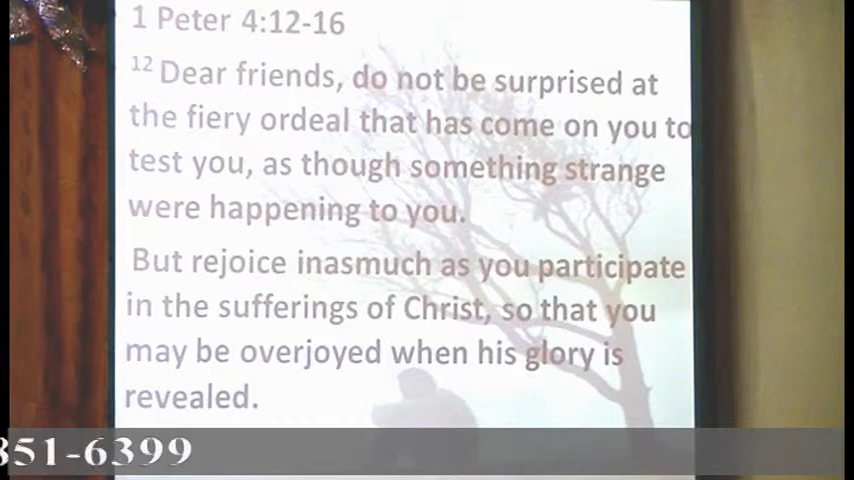 1 Peter 4:12-16
12 Dear friends, do not be surprised at
the fiery ordeal that has come on you to
test you, as though something strange
were happening to you.
But rejoice inasmuch as you participate
in the sufferings of Christ, so that you
may be overjoyed when his glory is
revealed.
851-6399